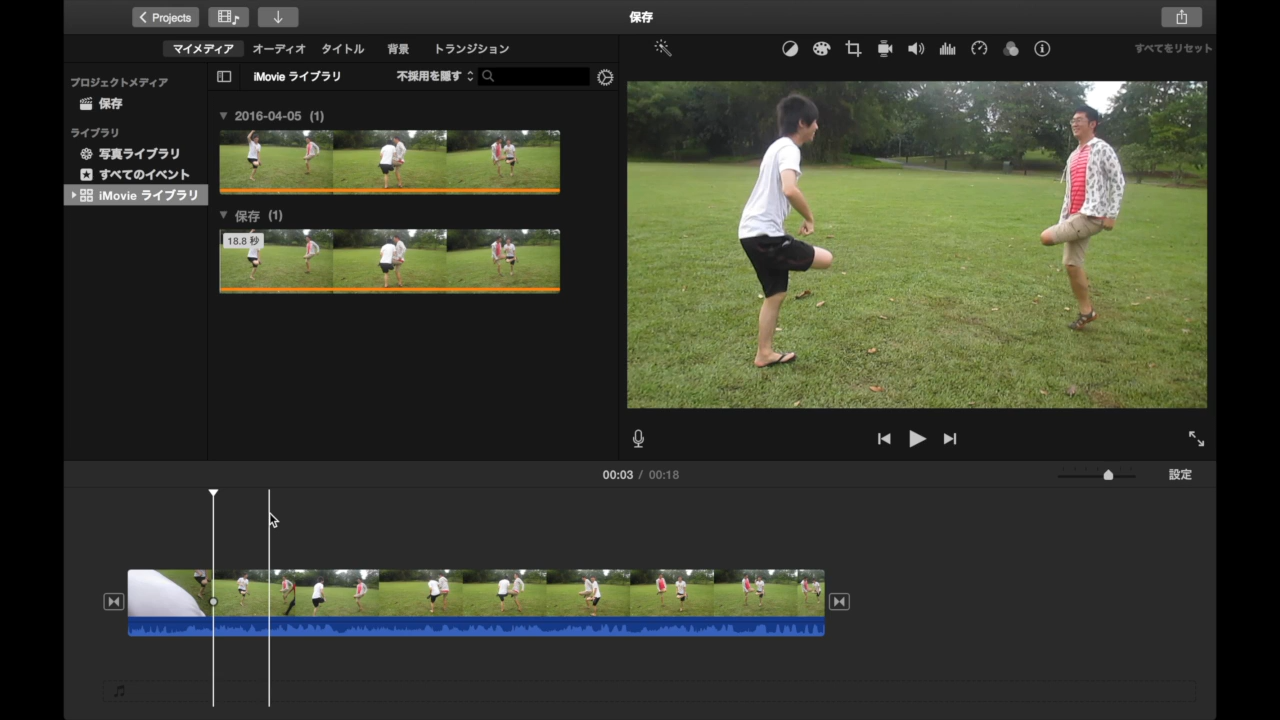 Projects
保存
マイメディア オーディオ タイトル 背景 トランジション
すべてをリセット
プロジェクトメディア
保存
ライブラリ
写真ライブラリ
すべてのイベント
iMovie ライブラリ
iMovie ライブラリ 不採用を隠す
2016-04-05 (1)
保存 (1)
18.8 秒
00:03 / 00:18
設定